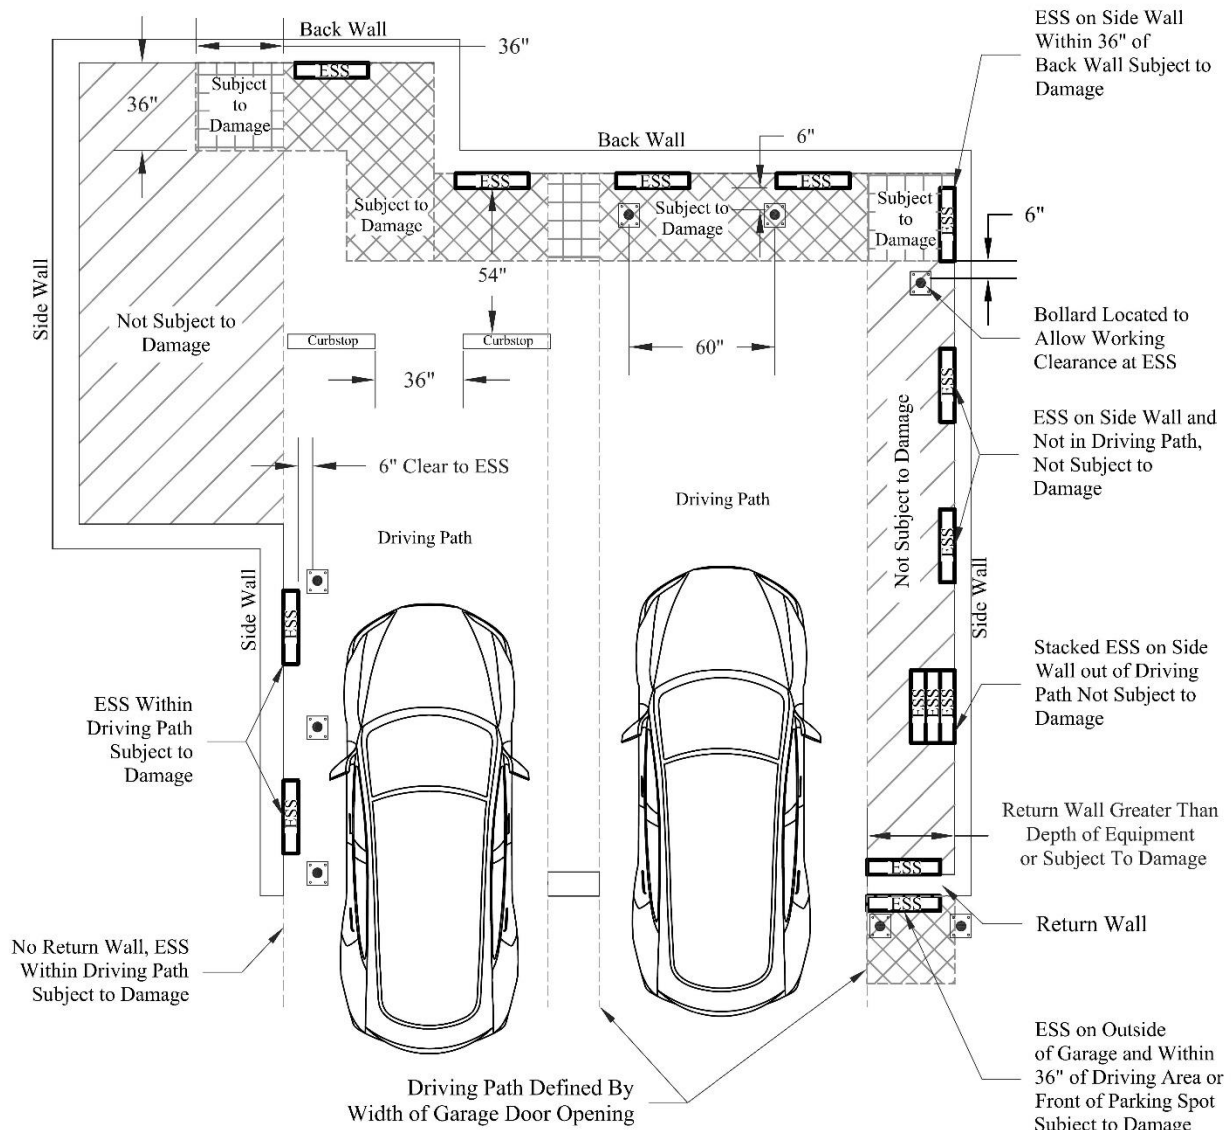 Back Wall
36"
ESS on Side Wall
Within 36" of
Back Wall Subject to
Damage
ESS
Subject
to
Damage
36"
Back Wall
6"
ESS
ESS
ESS
Subject to
Damage
Subject to
Damage
Subject
to
Damage
ESS
6"
Side Wall
54"
Not Subject to
Damage
Curbstop
Curbstop
60"
36"
Bollard Located to
Allow Working
Clearance at ESS
ESS
Not Subject to Damage
ESS on Side Wall and
Not in Driving Path,
Not Subject to
Damage
6" Clear to ESS
Driving Path
Driving Path
ESS
Side Wall
Side Wall
ESS
ESS Within
Driving Path
Subject to
Damage
ESS
Stacked ESS on Side
Wall out of Driving
Path Not Subject to
Damage
ESS
ESS
ESS
Return Wall Greater Than
Depth of Equipment
or Subject To Damage
ESS
ESS
Return Wall
No Return Wall, ESS
Within Driving Path
Subject to Damage
Driving Path Defined By
Width of Garage Door Opening
ESS on Outside
of Garage and Within
36" of Driving Area or
Front of Parking Spot
Subject to Damage